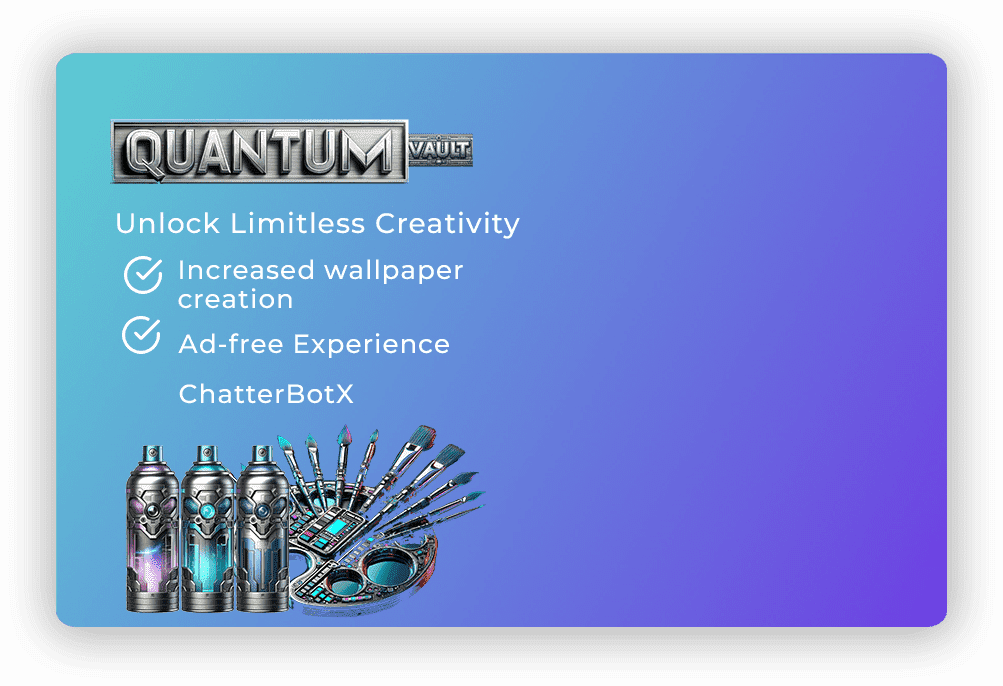 QUANTUM VAULT
Unlock Limitless Creativity
Increased wallpaper
creation
Ad-free Experience
ChatterBotX